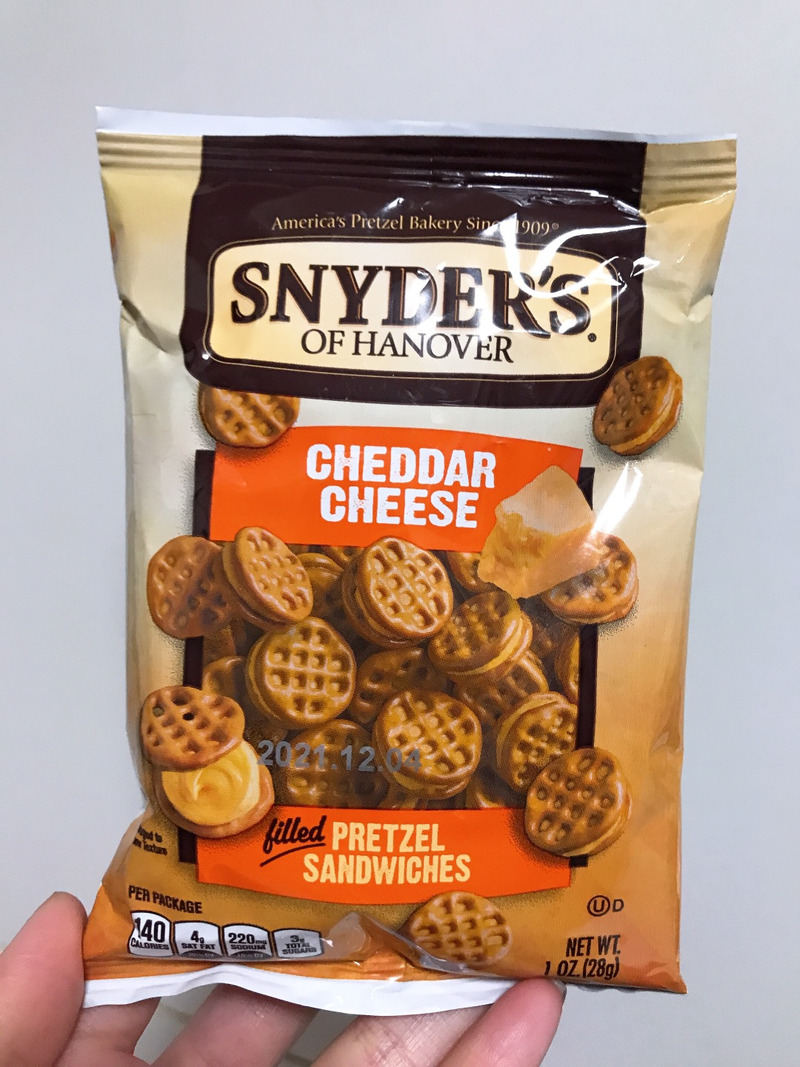 America's Pretzel Bakery Since 1909®
SNYDER'S®
OF HANOVER
CHEDDAR
CHEESE
2021.12.04
filled PRETZEL
SANDWICHES
Texture
PER PACKAGE
140
CALORIES
4g
SAT FAT
220mg
SODIUM
3g
TOTAL
SUGARS
U D
NET WT.
1 OZ. (28g)